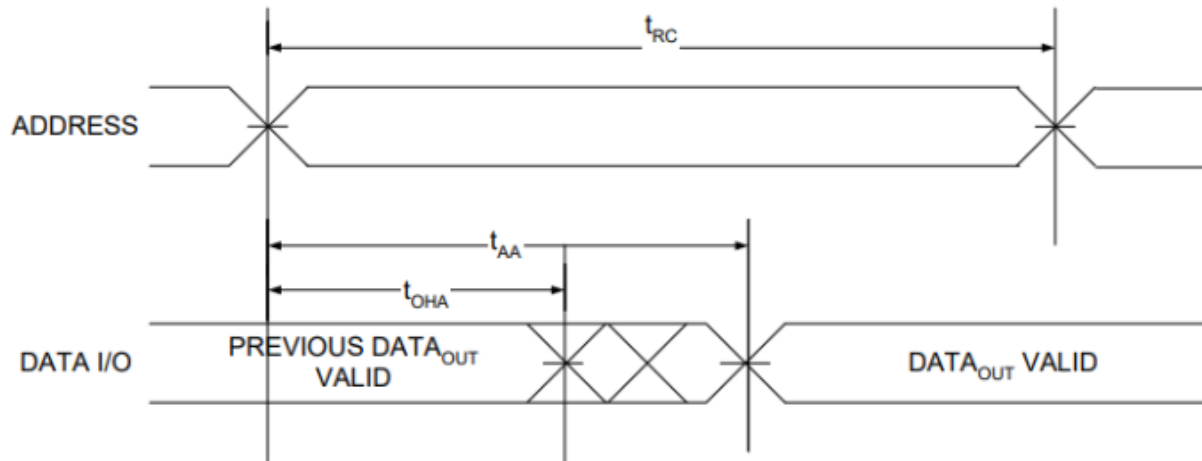 tRC
ADDRESS
tAA
tOHA
DATA I/O
PREVIOUS DATAOUT
VALID
DATAOUT VALID